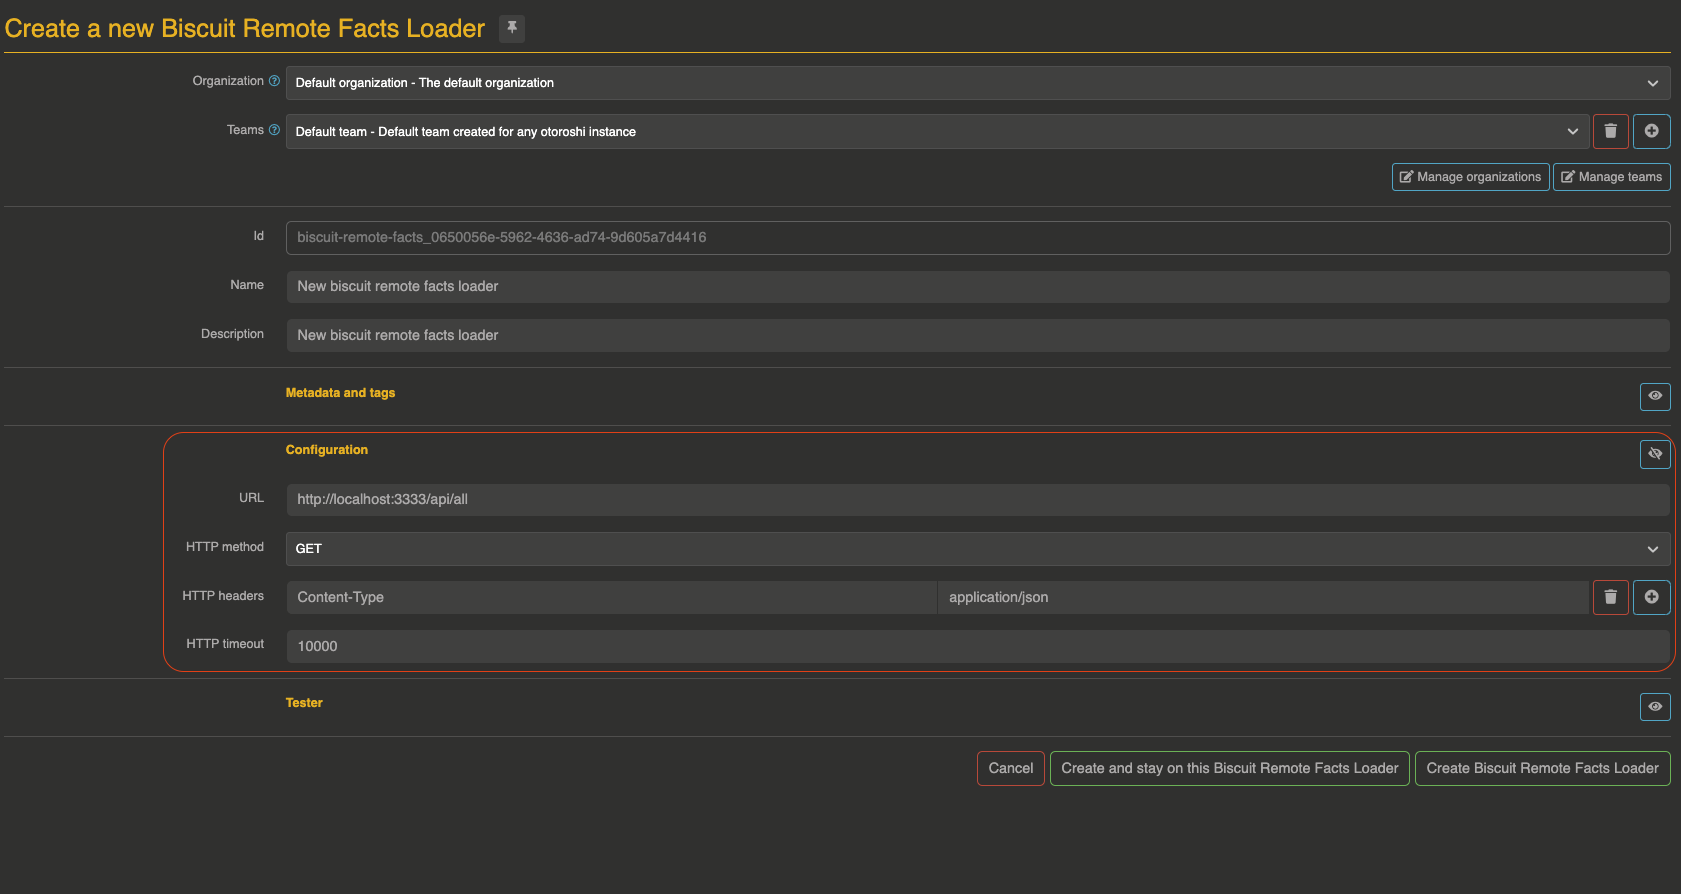 Create a new Biscuit Remote Facts Loader
Organization
Default organization - The default organization
Teams
Default team - Default team created for any otoroshi instance
Manage organizations
Manage teams
Id
biscuit-remote-facts_0650056e-5962-4636-ad74-9d605a7d4416
Name
New biscuit remote facts loader
Description
New biscuit remote facts loader
Metadata and tags
Configuration
URL
http://localhost:3333/api/all
HTTP method
GET
HTTP headers
Content-Type
application/json
HTTP timeout
10000
Tester
Cancel
Create and stay on this Biscuit Remote Facts Loader
Create Biscuit Remote Facts Loader